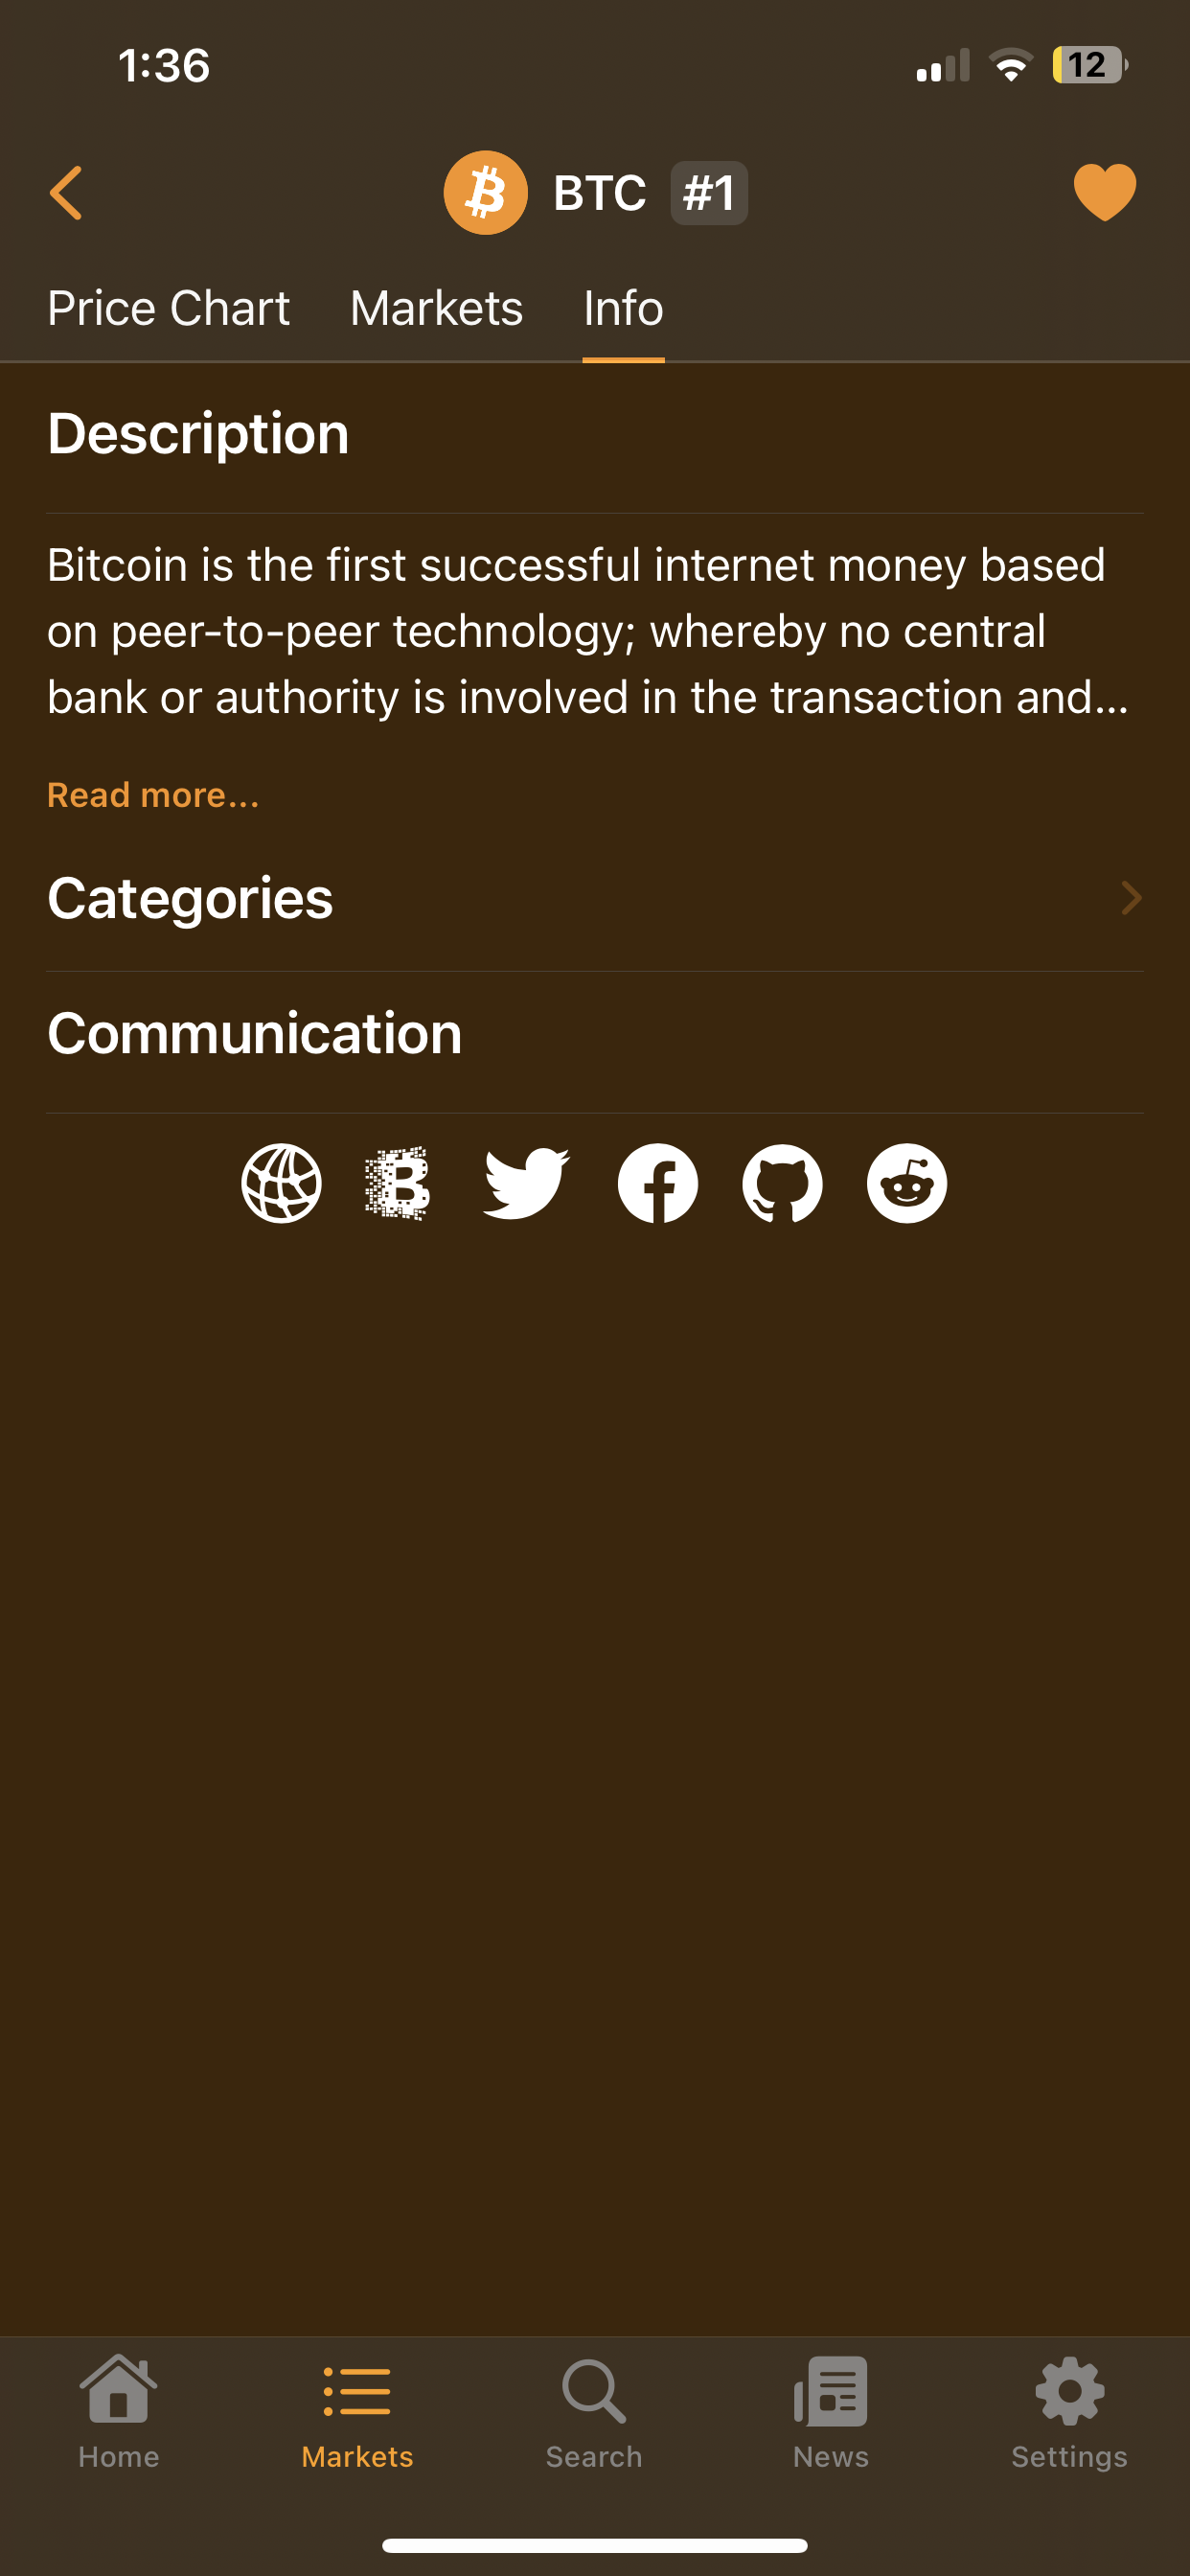 1:36
12
BTC #1
Price Chart Markets Info
Description
Bitcoin is the first successful internet money based
on peer-to-peer technology; whereby no central
bank or authority is involved in the transaction and...
Read more...
Categories
Communication
Home Markets Search News Settings